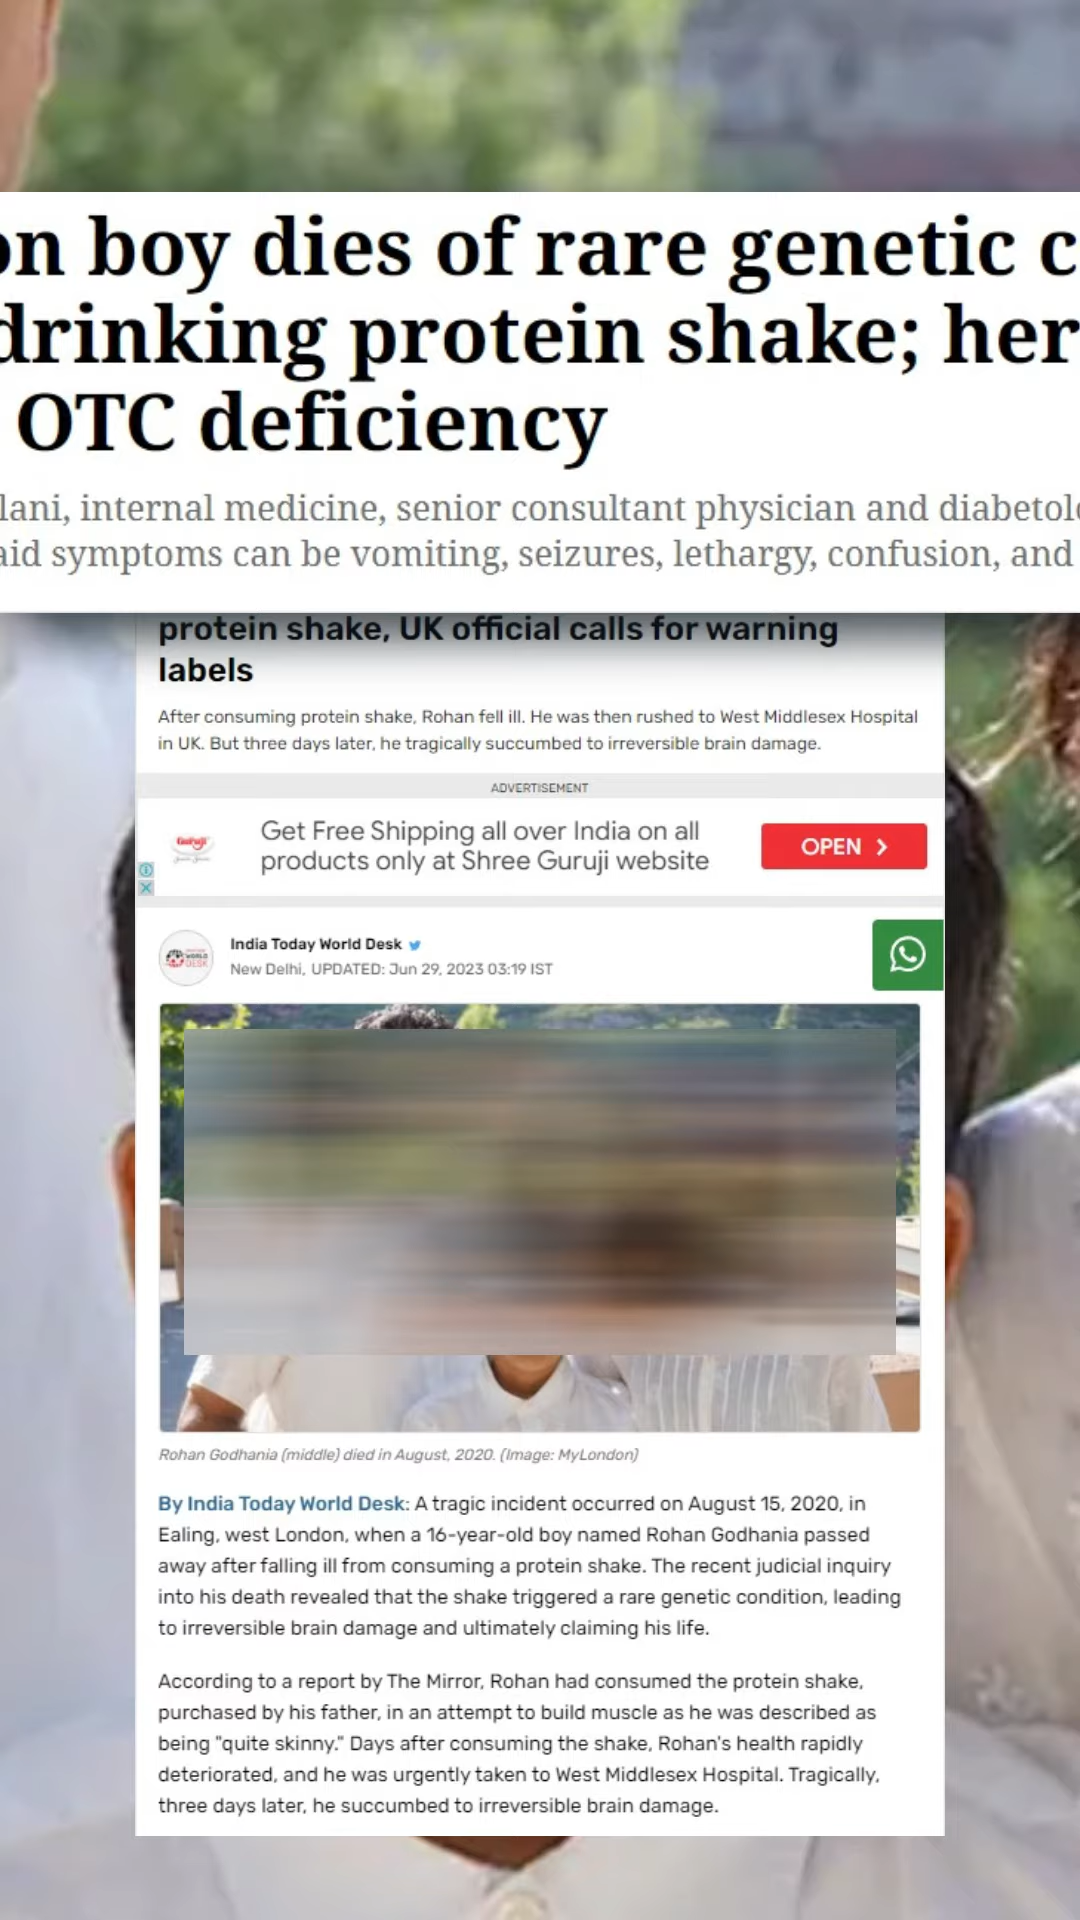 on boy dies of rare genetic c
drinking protein shake; her
OTC deficiency
lani, internal medicine, senior consultant physician and diabetolo
aid symptoms can be vomiting, seizures, lethargy, confusion, and
protein shake, UK official calls for warning
labels
After consuming protein shake, Rohan fell ill. He was then rushed to West Middlesex Hospital
in UK. But three days later, he tragically succumbed to irreversible brain damage.
ADVERTISEMENT
Guruji
Get Free Shipping all over India on all
products only at Shree Guruji website
OPEN
India Today World Desk
New Delhi, UPDATED: Jun 29, 2023 03:19 IST
WORLD
DESK
Rohan Godhania (middle) died in August, 2020. (Image: MyLondon)
By India Today World Desk: A tragic incident occurred on August 15, 2020, in
Ealing, west London, when a 16-year-old boy named Rohan Godhania passed
away after falling ill from consuming a protein shake. The recent judicial inquiry
into his death revealed that the shake triggered a rare genetic condition, leading
to irreversible brain damage and ultimately claiming his life.
According to a report by The Mirror, Rohan had consumed the protein shake,
purchased by his father, in an attempt to build muscle as he was described as
being "quite skinny." Days after consuming the shake, Rohan's health rapidly
deteriorated, and he was urgently taken to West Middlesex Hospital. Tragically,
three days later, he succumbed to irreversible brain damage.